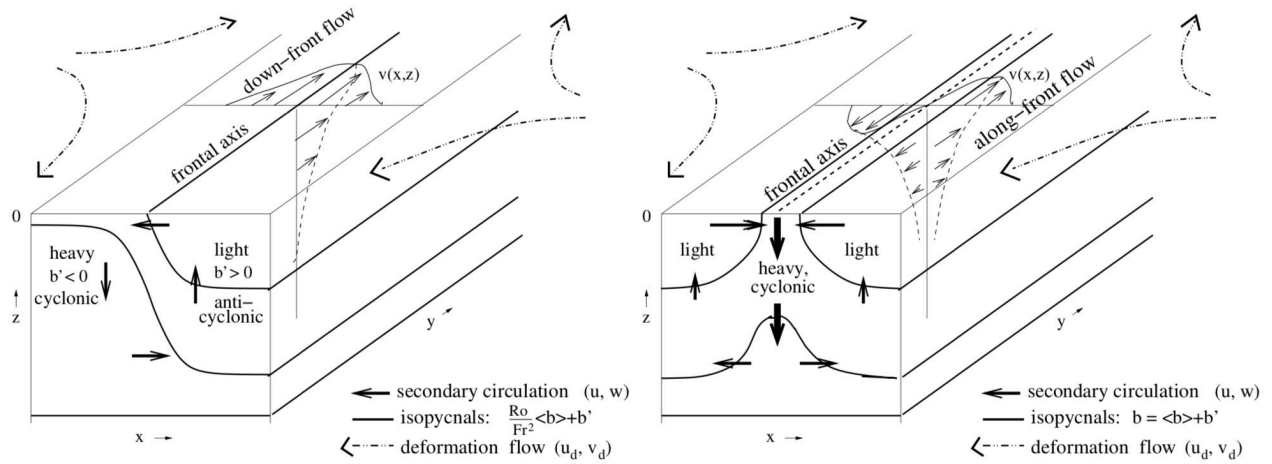 down–front flow
v(x,z)
frontal axis
0
heavy
b'< 0
cyclonic
light
b'> 0
anti–
cyclonic
z
y
x
secondary circulation (u, w)
isopycnals: Ro/Fr² <b>+b'
deformation flow (u_d, v_d)
v(x,z)
along–front flow
frontal axis
0
light
light
heavy,
cyclonic
z
y
x
secondary circulation (u, w)
isopycnals: b = <b>+b'
deformation flow (u_d, v_d)